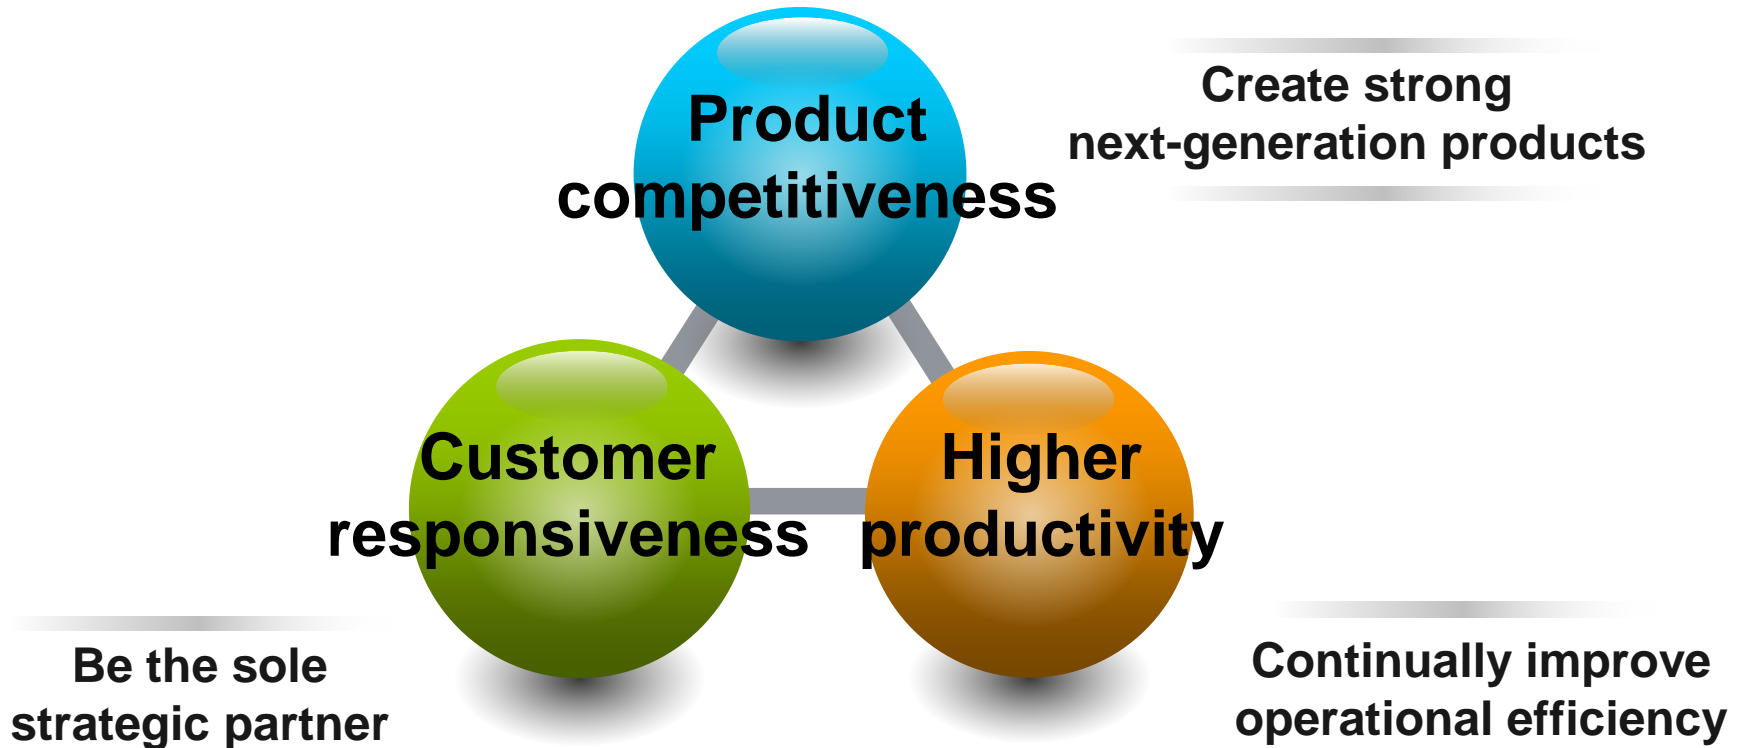 Product
competitiveness
Create strong
next-generation products
Customer
responsiveness
Higher
productivity
Be the sole
strategic partner
Continually improve
operational efficiency